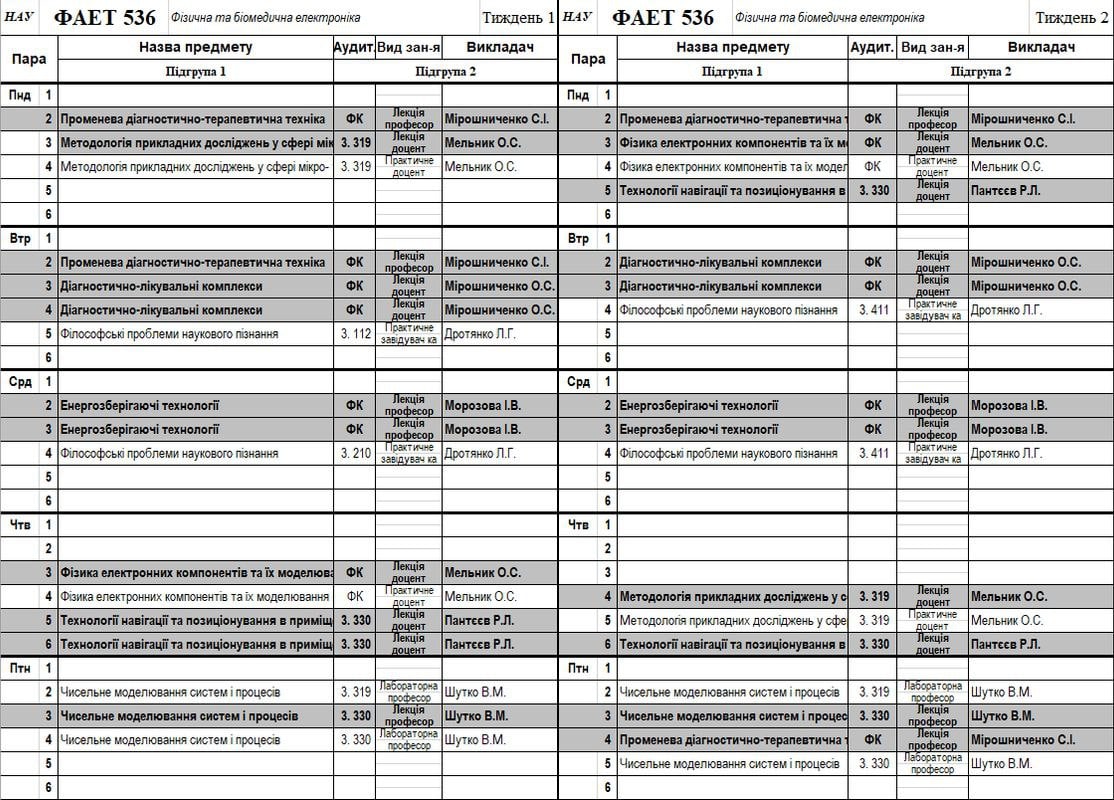 НАУ ФАЕТ 536 Фізична та біомедична електроніка Тиждень 1
Пара Назва предмету Аудит. Вид зан-я Викладач
Підгрупа 1 Підгрупа 2
Пнд 1
2 Променева діагностично-терапевтична техніка ФК Лекція професор Мірошниченко С.І.
3 Методологія прикладних досліджень у сфері мік 3. 319 Лекція доцент Мельник О.С.
4 Методологія прикладних досліджень у сфері мікро- 3. 319 Практичне доцент Мельник О.С.
5
6
Втр 1
2 Променева діагностично-терапевтична техніка ФК Лекція професор Мірошниченко С.І.
3 Діагностично-лікувальні комплекси ФК Лекція доцент Мірошниченко О.С.
4 Діагностично-лікувальні комплекси ФК Лекція доцент Мірошниченко О.С.
5 Філософські проблеми наукового пізнання 3. 112 Практичне завідувач ка Дротянко Л.Г.
6
Срд 1
2 Енергозберігаючі технології ФК Лекція професор Морозова І.В.
3 Енергозберігаючі технології ФК Лекція професор Морозова І.В.
4 Філософські проблеми наукового пізнання 3. 210 Практичне завідувач ка Дротянко Л.Г.
5
6
Чтв 1
2
3 Фізика електронних компонентів та їх моделюва ФК Лекція доцент Мельник О.С.
4 Фізика електронних компонентів та їх моделювання ФК Практичне доцент Мельник О.С.
5 Технології навігації та позиціонування в приміщ 3. 330 Лекція доцент Пантєєв Р.Л.
6 Технології навігації та позиціонування в приміщ 3. 330 Лекція доцент Пантєєв Р.Л.
Птн 1
2 Чисельне моделювання систем і процесів 3. 319 Лабораторна професор Шутко В.М.
3 Чисельне моделювання систем і процесів 3. 330 Лекція професор Шутко В.М.
4 Чисельне моделювання систем і процесів 3. 330 Лабораторна професор Шутко В.М.
5
6
НАУ ФАЕТ 536 Фізична та біомедична електроніка Тиждень 2
Пара Назва предмету Аудит. Вид зан-я Викладач
Підгрупа 1 Підгрупа 2
Пнд 1
2 Променева діагностично-терапевтична т ФК Лекція професор Мірошниченко С.І.
3 Фізика електронних компонентів та їх мо ФК Лекція доцент Мельник О.С.
4 Фізика електронних компонентів та їх модел ФК Практичне доцент Мельник О.С.
5 Технології навігації та позиціонування в 3. 330 Лекція доцент Пантєєв Р.Л.
6
Втр 1
2 Діагностично-лікувальні комплекси ФК Лекція доцент Мірошниченко О.С.
3 Діагностично-лікувальні комплекси ФК Лекція доцент Мірошниченко О.С.
4 Філософські проблеми наукового пізнання 3. 411 Практичне завідувач ка Дротянко Л.Г.
5
6
Срд 1
2 Енергозберігаючі технології ФК Лекція професор Морозова І.В.
3 Енергозберігаючі технології ФК Лекція професор Морозова І.В.
4 Філософські проблеми наукового пізнання 3. 411 Практичне завідувач ка Дротянко Л.Г.
5
6
Чтв 1
2
3
4 Методологія прикладних досліджень у сф 3. 319 Лекція доцент Мельник О.С.
5 Методологія прикладних досліджень у сфе 3. 319 Практичне доцент Мельник О.С.
6 Технології навігації та позиціонування в 3. 330 Лекція доцент Пантєєв Р.Л.
Птн 1
2 Чисельне моделювання систем і процесів 3. 319 Лабораторна професор Шутко В.М.
3 Чисельне моделювання систем і процес 3. 330 Лекція професор Шутко В.М.
4 Променева діагностично-терапевтична т ФК Лекція професор Мірошниченко С.І.
5 Чисельне моделювання систем і процесів 3. 330 Лабораторна професор Шутко В.М.
6